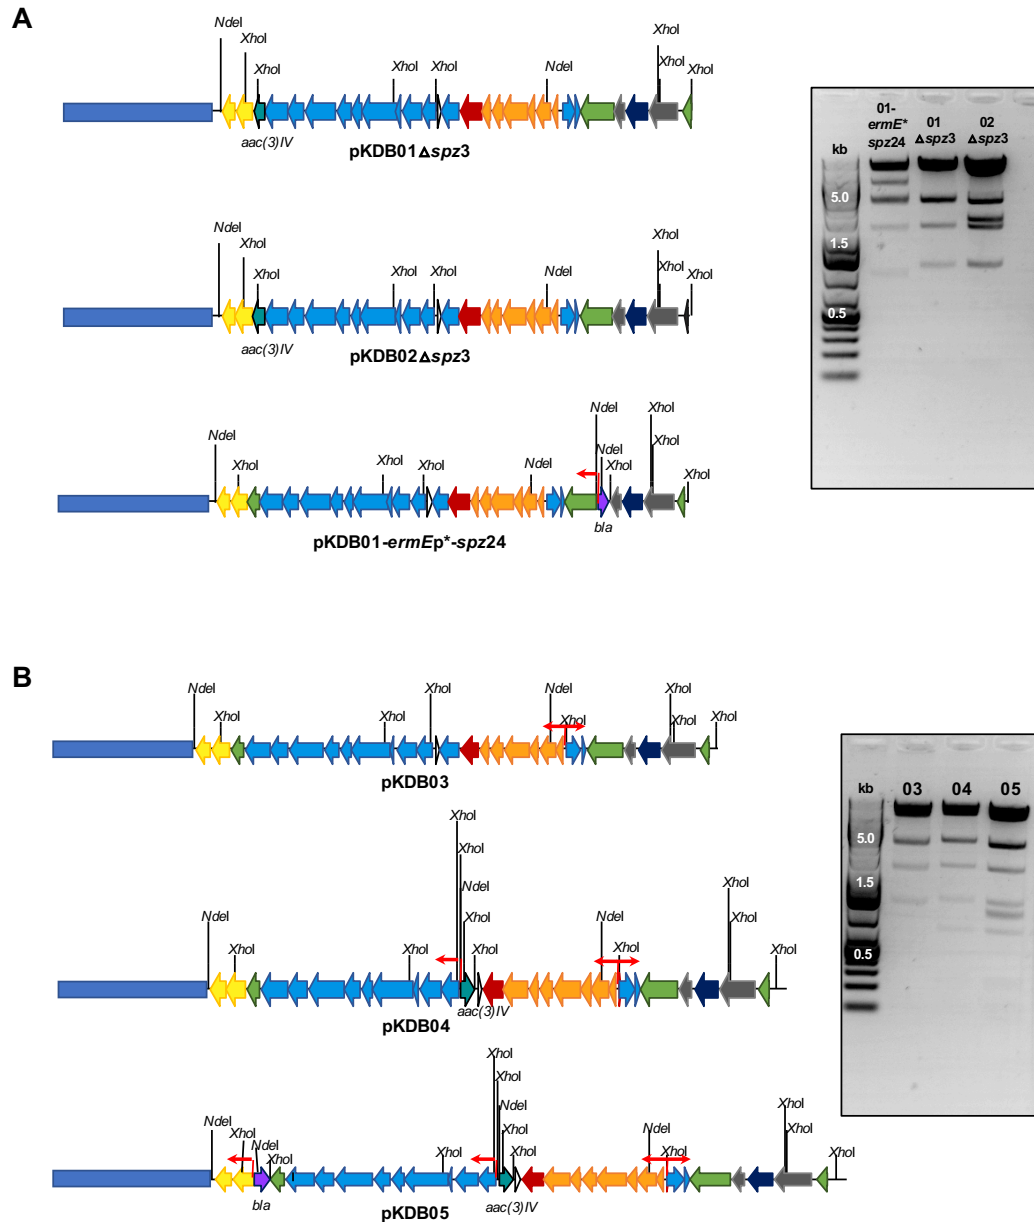 A
NdeI
XhoI
XhoI
XhoI
XhoI
NdeI
XhoI
XhoI
XhoI
aac(3)IV
pKDB01Δspz3
NdeI
XhoI
XhoI
XhoI
XhoI
NdeI
XhoI
XhoI
XhoI
aac(3)IV
pKDB02Δspz3
NdeI
XhoI
XhoI
XhoI
NdeI
NdeI
NdeI
XhoI
XhoI
XhoI
XhoI
bla
pKDB01-ermEp*-spz24
kb
01-
ermE*
spz24
01
Δspz3
02
Δspz3
5.0
1.5
0.5
B
NdeI
XhoI
XhoI
XhoI
NdeI
XhoI
XhoI
XhoI
XhoI
pKDB03
NdeI
XhoI
XhoI
XhoI
XhoI
NdeI
XhoI
NdeI
XhoI
XhoI
XhoI
XhoI
aac(3)IV
pKDB04
NdeI
XhoI
NdeI
XhoI
XhoI
XhoI
XhoI
NdeI
XhoI
XhoI
NdeI
XhoI
XhoI
XhoI
XhoI
bla
aac(3)IV
pKDB05
kb
03
04
05
5.0
1.5
0.5